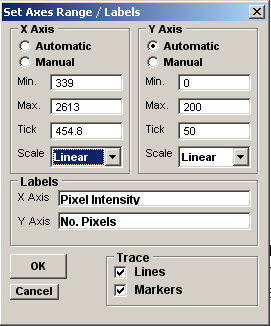 Set Axes Range / Labels
X Axis Y Axis
Automatic Automatic
Manual Manual
Min. 339 Min. 0
Max. 2613 Max. 200
Tick 454.8 Tick 50
Scale Linear Scale Linear
Labels
X Axis Pixel Intensity
Y Axis No. Pixels
OK Trace
Lines
Cancel Markers